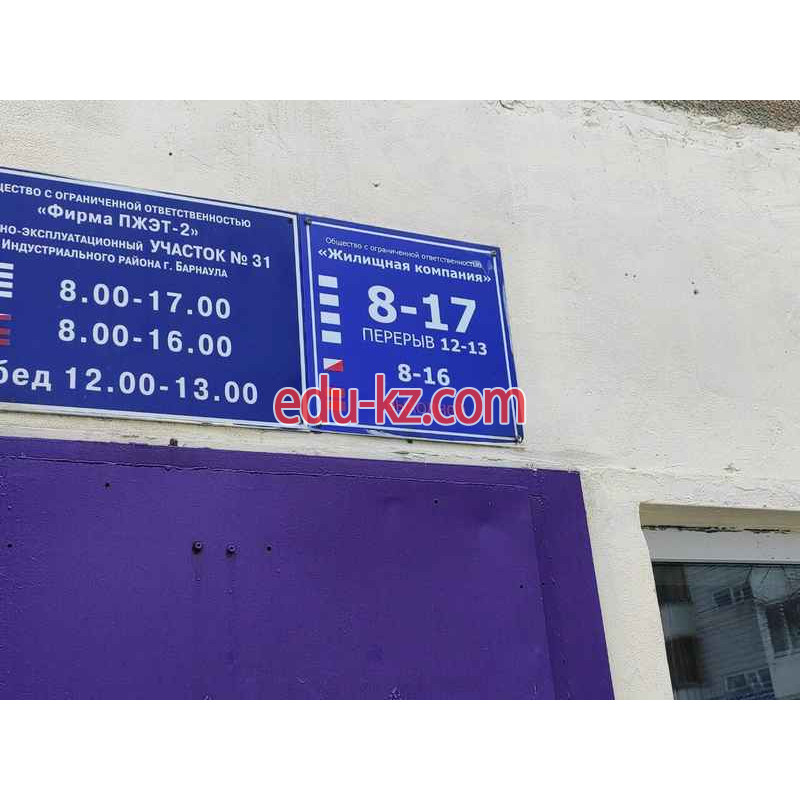 ЩЕСТВО С ОГРАНИЧЕННОЙ ОТВЕТСТВЕННОСТЬЮ
«Фирма ПЖЭТ-2»
НО-ЭКСПЛУАТАЦИОННЫЙ УЧАСТОК № 31
ИНДУСТРИАЛЬНОГО РАЙОНА Г. БАРНАУЛА
8.00-17.00
8.00-16.00
бед 12.00-13.00
Общество с ограниченной ответственностью
«Жилищная компания»
8-17
ПЕРЕРЫВ 12-13
8-16
edu-kz.com